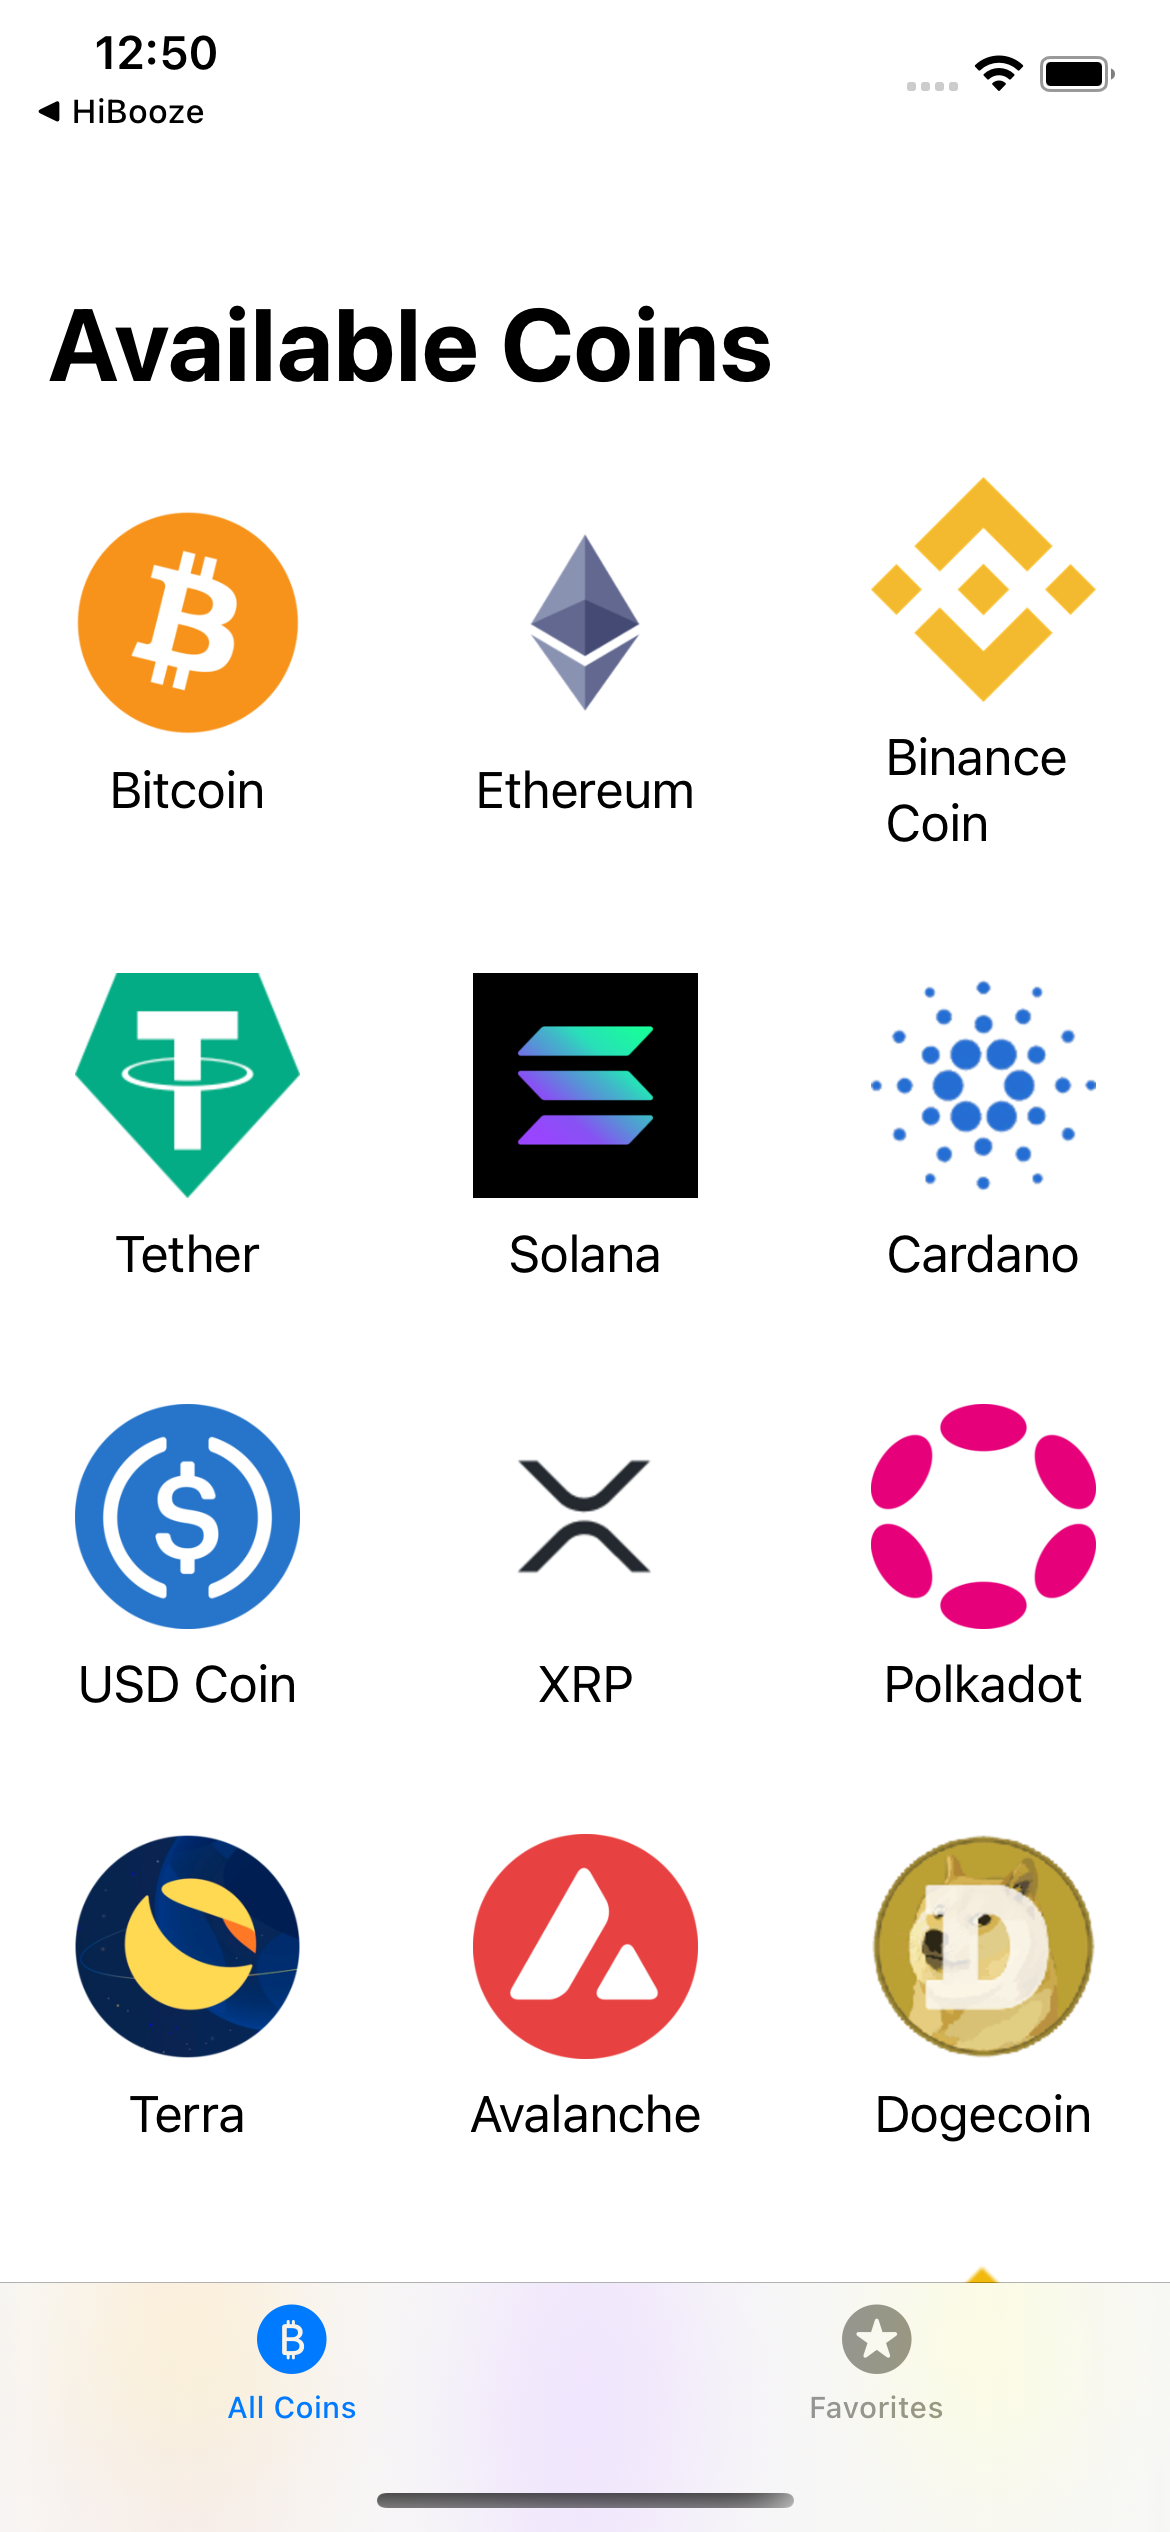 12:50
◀ HiBooze
Available Coins
Bitcoin
Ethereum
Binance
Coin
Tether
Solana
Cardano
USD Coin
XRP
Polkadot
Terra
Avalanche
Dogecoin
All Coins
Favorites